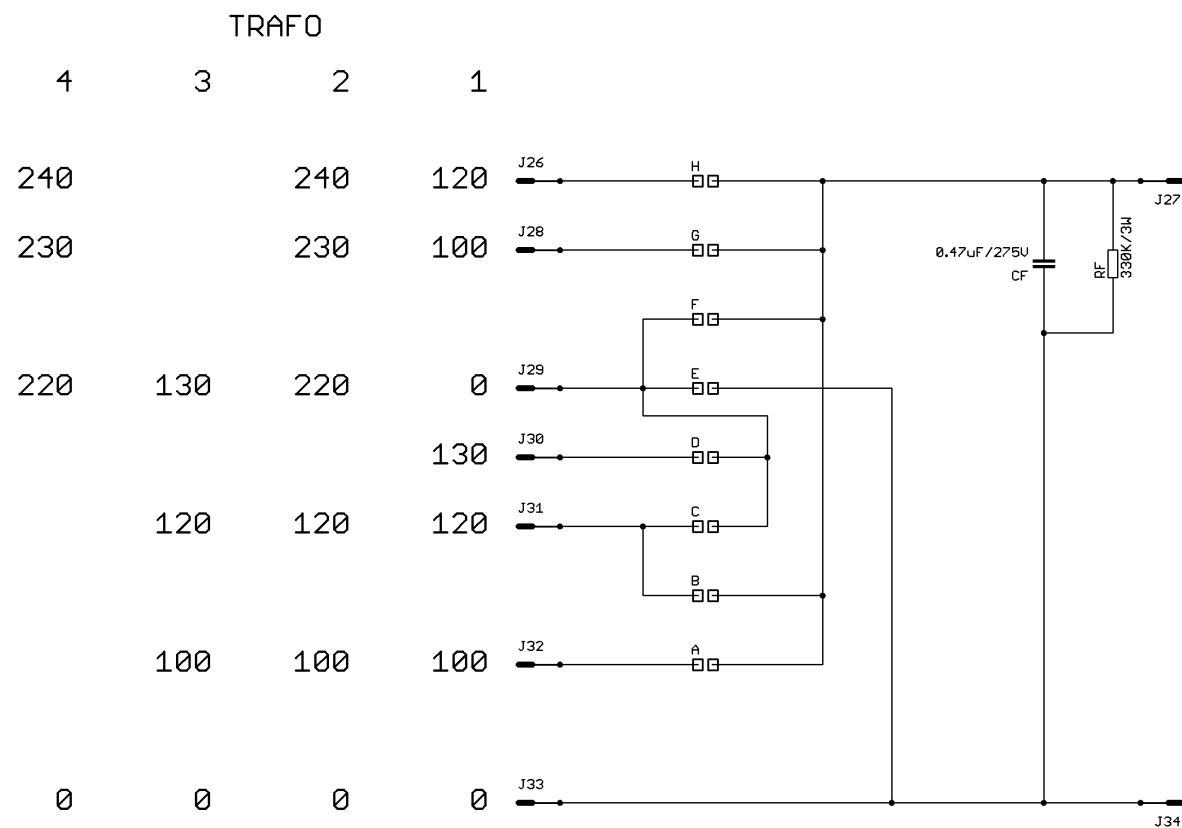 TRAFO
4 3 2 1
240 240 120 J26 H
J27
230 230 100 J28 G
0.47uF/275V
CF
RF
330K/3W
F
220 130 220 0 J29 E
130 J30 D
120 120 120 J31 C
B
100 100 100 J32 A
0 0 0 0 J33
J34